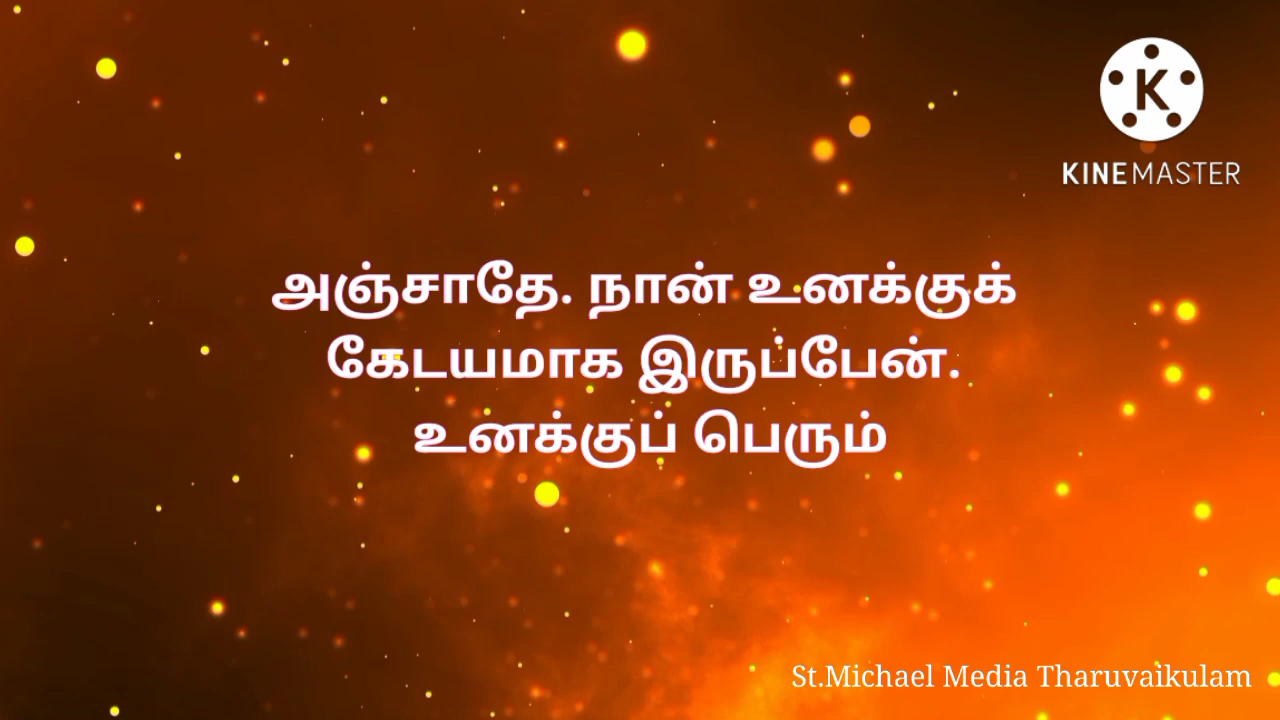 K
KINEMASTER
அஞ்சாதே. நான் உனக்குக்
கேடயமாக இருப்பேன்.
உனக்குப் பெரும்
St.Michael Media Tharuvaikulam